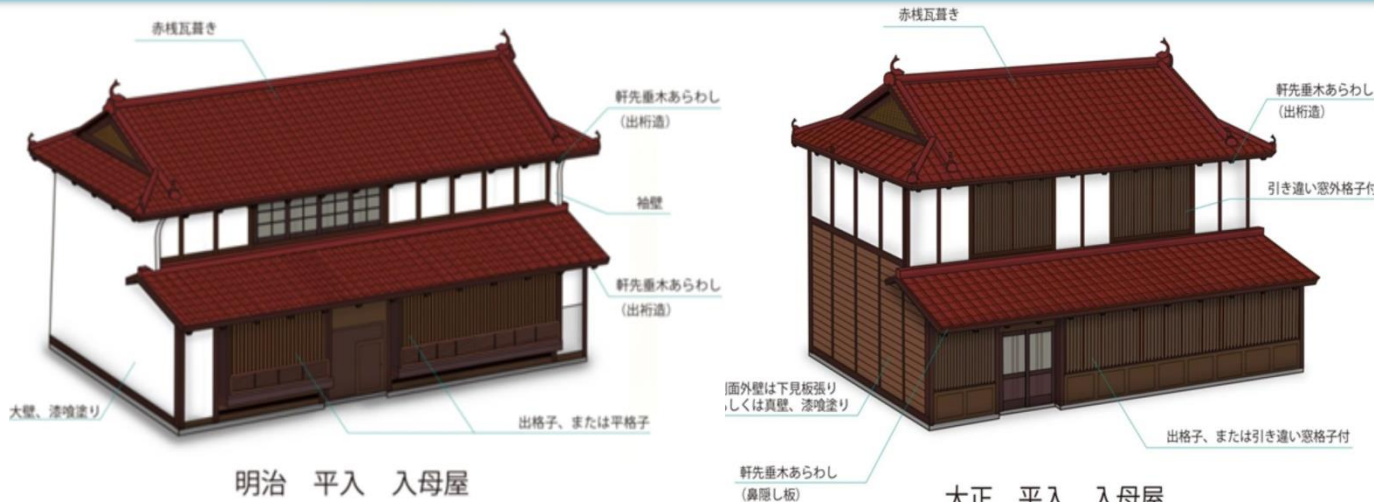 赤桟瓦葺き
軒先垂木あらわし
（出桁造）
袖壁
軒先垂木あらわし
（出裄造）
大壁、漆喰塗り
出格子、または平格子
明治　平入　入母屋
赤桟瓦葺き
軒先垂木あらわし
（出桁造）
引き違い窓外格子付
面外壁は下見板張り
しくは真壁、漆喰塗り
軒先垂木あらわし
（鼻隠し板）
出格子、または引き違い窓格子付
大正　平入　入母屋